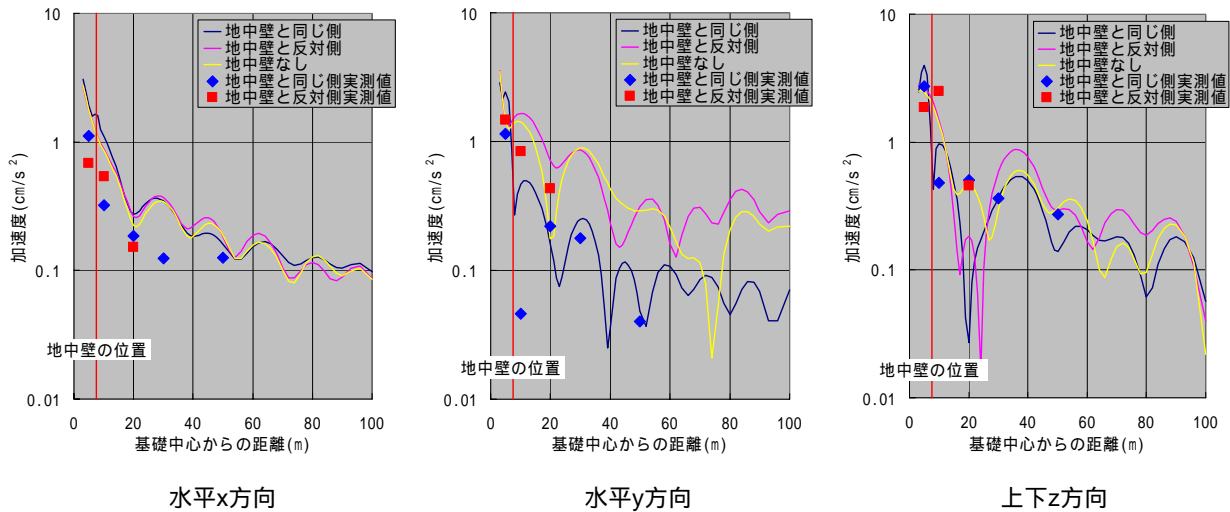 10
1
0.1
0.01
加速度(cm/s²)
地中壁と同じ側
地中壁と反対側
地中壁なし
地中壁と同じ側実測値
地中壁と反対側実測値
地中壁の位置
0 20 40 60 80 100
基礎中心からの距離(m)
水平x方向
10
1
0.1
0.01
加速度(cm/s²)
地中壁と同じ側
地中壁と反対側
地中壁なし
地中壁と同じ側実測値
地中壁と反対側実測値
地中壁の位置
0 20 40 60 80 100
基礎中心からの距離(m)
水平y方向
10
1
0.1
0.01
加速度(cm/s²)
地中壁と同じ側
地中壁と反対側
地中壁なし
地中壁と同じ側実測値
地中壁と反対側実測値
地中壁の位置
0 20 40 60 80 100
基礎中心からの距離(m)
上下z方向